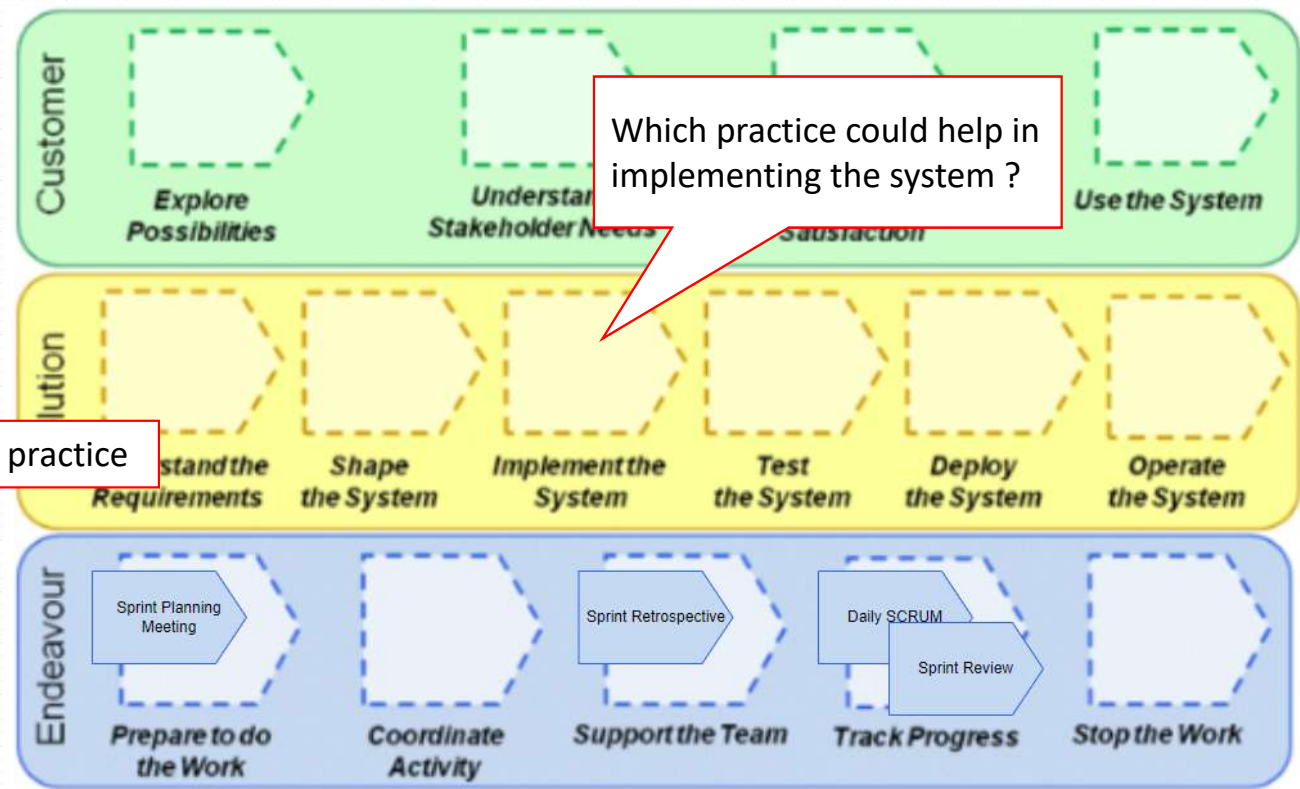 Customer
Explore
Possibilities
Understan
Stakeholder Needs
Satisfaction
Use the System
Which practice could help in
implementing the system ?
lution
practice
stand the
Requirements
Shape
the System
Implement the
System
Test
the System
Deploy
the System
Operate
the System
Endeavour
Sprint Planning
Meeting
Prepare to do
the Work
Coordinate
Activity
Sprint Retrospective
Support the Team
Daily SCRUM
Sprint Review
Track Progress
Stop the Work